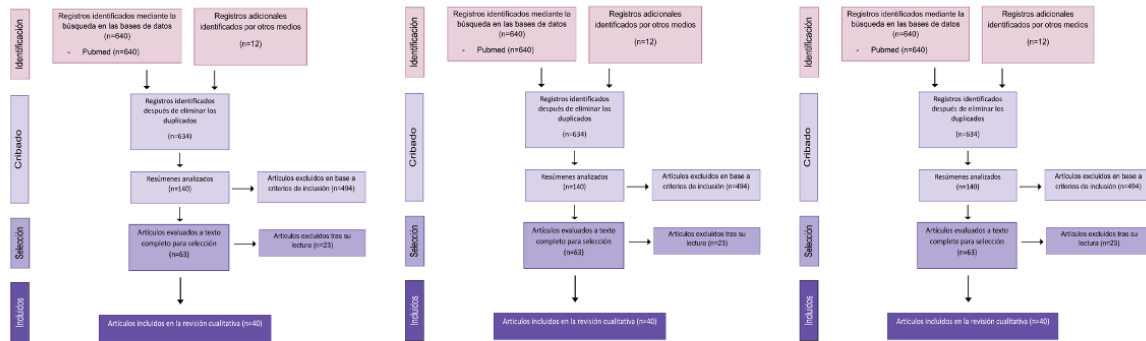 Identificación
Registros identificados mediante la
búsqueda en las bases de datos
(n=640)
- Pubmed (n=640)
Registros adicionales
identificados por otros medios
(n=12)
Cribado
Registros identificados
después de eliminar los
duplicados
(n=634)
Resúmenes analizados
(n=140)
Artículos excluidos en base a
criterios de inclusión (n=494)
Selección
Artículos evaluados a texto
completo para selección
(n=63)
Artículos excluidos tras su
lectura (n=23)
Incluidos
Artículos incluidos en la revisión cualitativa (n=40)
Identificación
Registros identificados mediante la
búsqueda en las bases de datos
(n=640)
- Pubmed (n=640)
Registros adicionales
identificados por otros medios
(n=12)
Cribado
Registros identificados
después de eliminar los
duplicados
(n=634)
Resúmenes analizados
(n=140)
Artículos excluidos en base a
criterios de inclusión (n=494)
Selección
Artículos evaluados a texto
completo para selección
(n=63)
Artículos excluidos tras su
lectura (n=23)
Incluidos
Artículos incluidos en la revisión cualitativa (n=40)
Identificación
Registros identificados mediante la
búsqueda en las bases de datos
(n=640)
- Pubmed (n=640)
Registros adicionales
identificados por otros medios
(n=12)
Cribado
Registros identificados
después de eliminar los
duplicados
(n=634)
Resúmenes analizados
(n=140)
Artículos excluidos en base a
criterios de inclusión (n=494)
Selección
Artículos evaluados a texto
completo para selección
(n=63)
Artículos excluidos tras su
lectura (n=23)
Incluidos
Artículos incluidos en la revisión cualitativa (n=40)